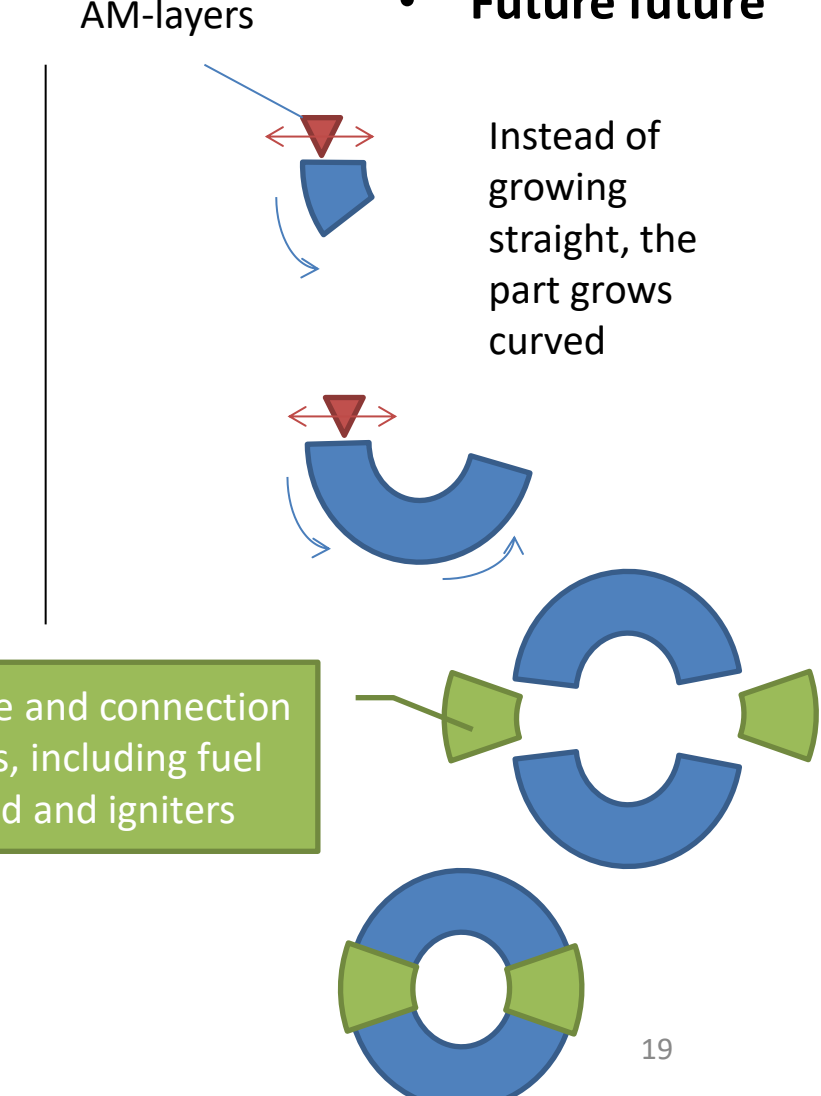 AM-layers
• Future future
Instead of
growing
straight, the
part grows
curved
e and connection
s, including fuel
d and igniters
19